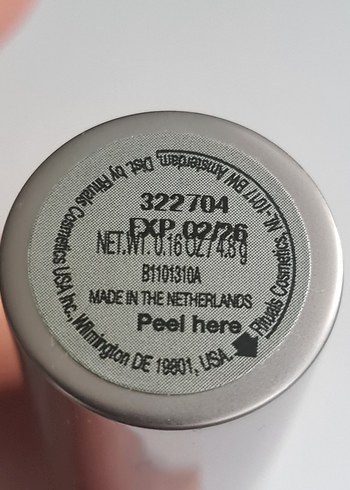 322704
EXP 02/26
NET.WT. 0.16 OZ/4.8 g
B1101310A
MADE IN THE NETHERLANDS
Peel here
Rituals Cosmetics, NL-1017 BW Amsterdam. Dist. by Rituals Cosmetics USA Inc., Wilmington DE 19801, USA.